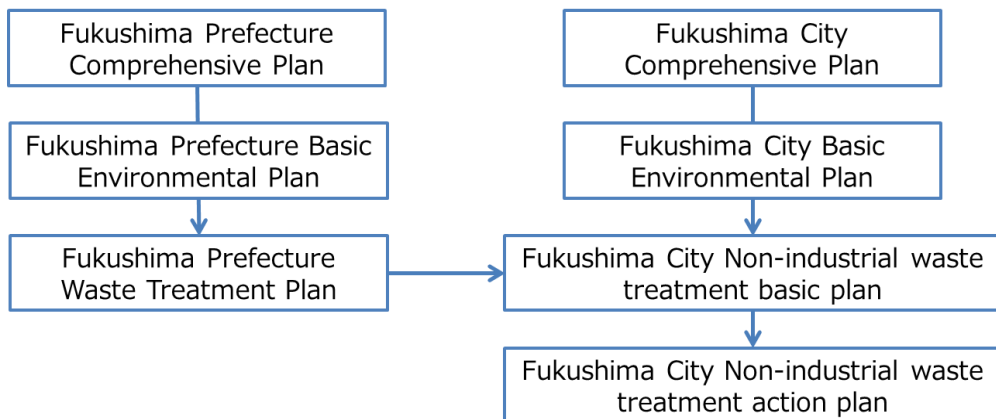 Fukushima Prefecture
Comprehensive Plan
Fukushima City
Comprehensive Plan
Fukushima Prefecture Basic
Environmental Plan
Fukushima City Basic
Environmental Plan
Fukushima Prefecture
Waste Treatment Plan
Fukushima City Non-industrial waste
treatment basic plan
Fukushima City Non-industrial waste
treatment action plan